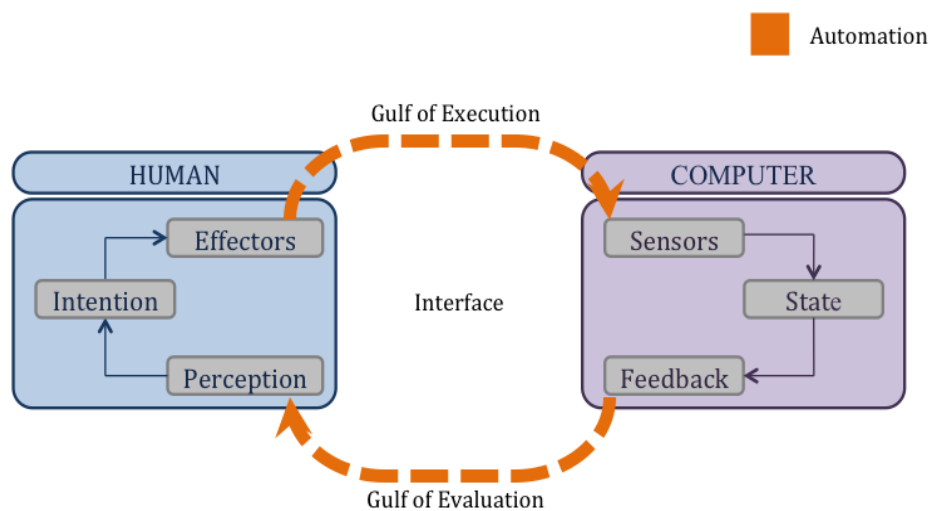 Automation
Gulf of Execution
HUMAN
COMPUTER
Effectors
Sensors
Intention
Interface
State
Perception
Feedback
Gulf of Evaluation